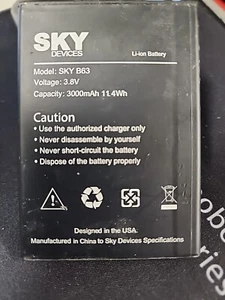 SKY
DEVICES
Li-ion Battery
Model: SKY B63
Voltage: 3.8V
Capacity: 3000mAh 11.4Wh
Caution
• Use the authorized charger only
• Never disassemble by yourself
• Never short-circuit the battery
• Dispose of the battery properly
Designed in the USA.
Manufactured in China to Sky Devices Specifications